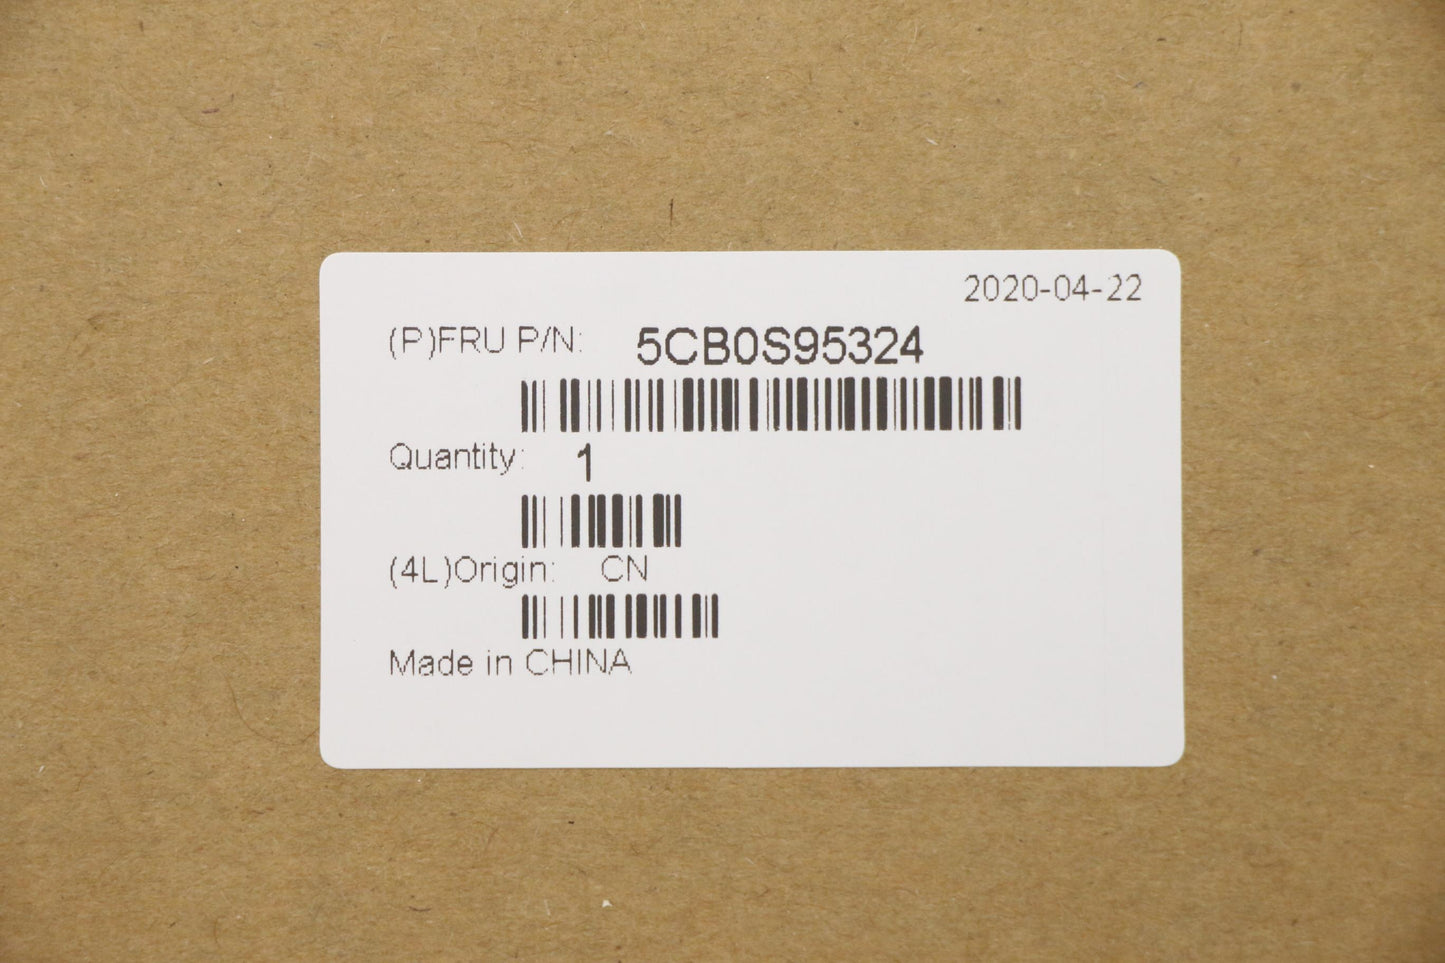 2020-04-22
(P)FRU P/N: 5CB0S95324
Quantity: 1
(4L)Origin: CN
Made in CHINA